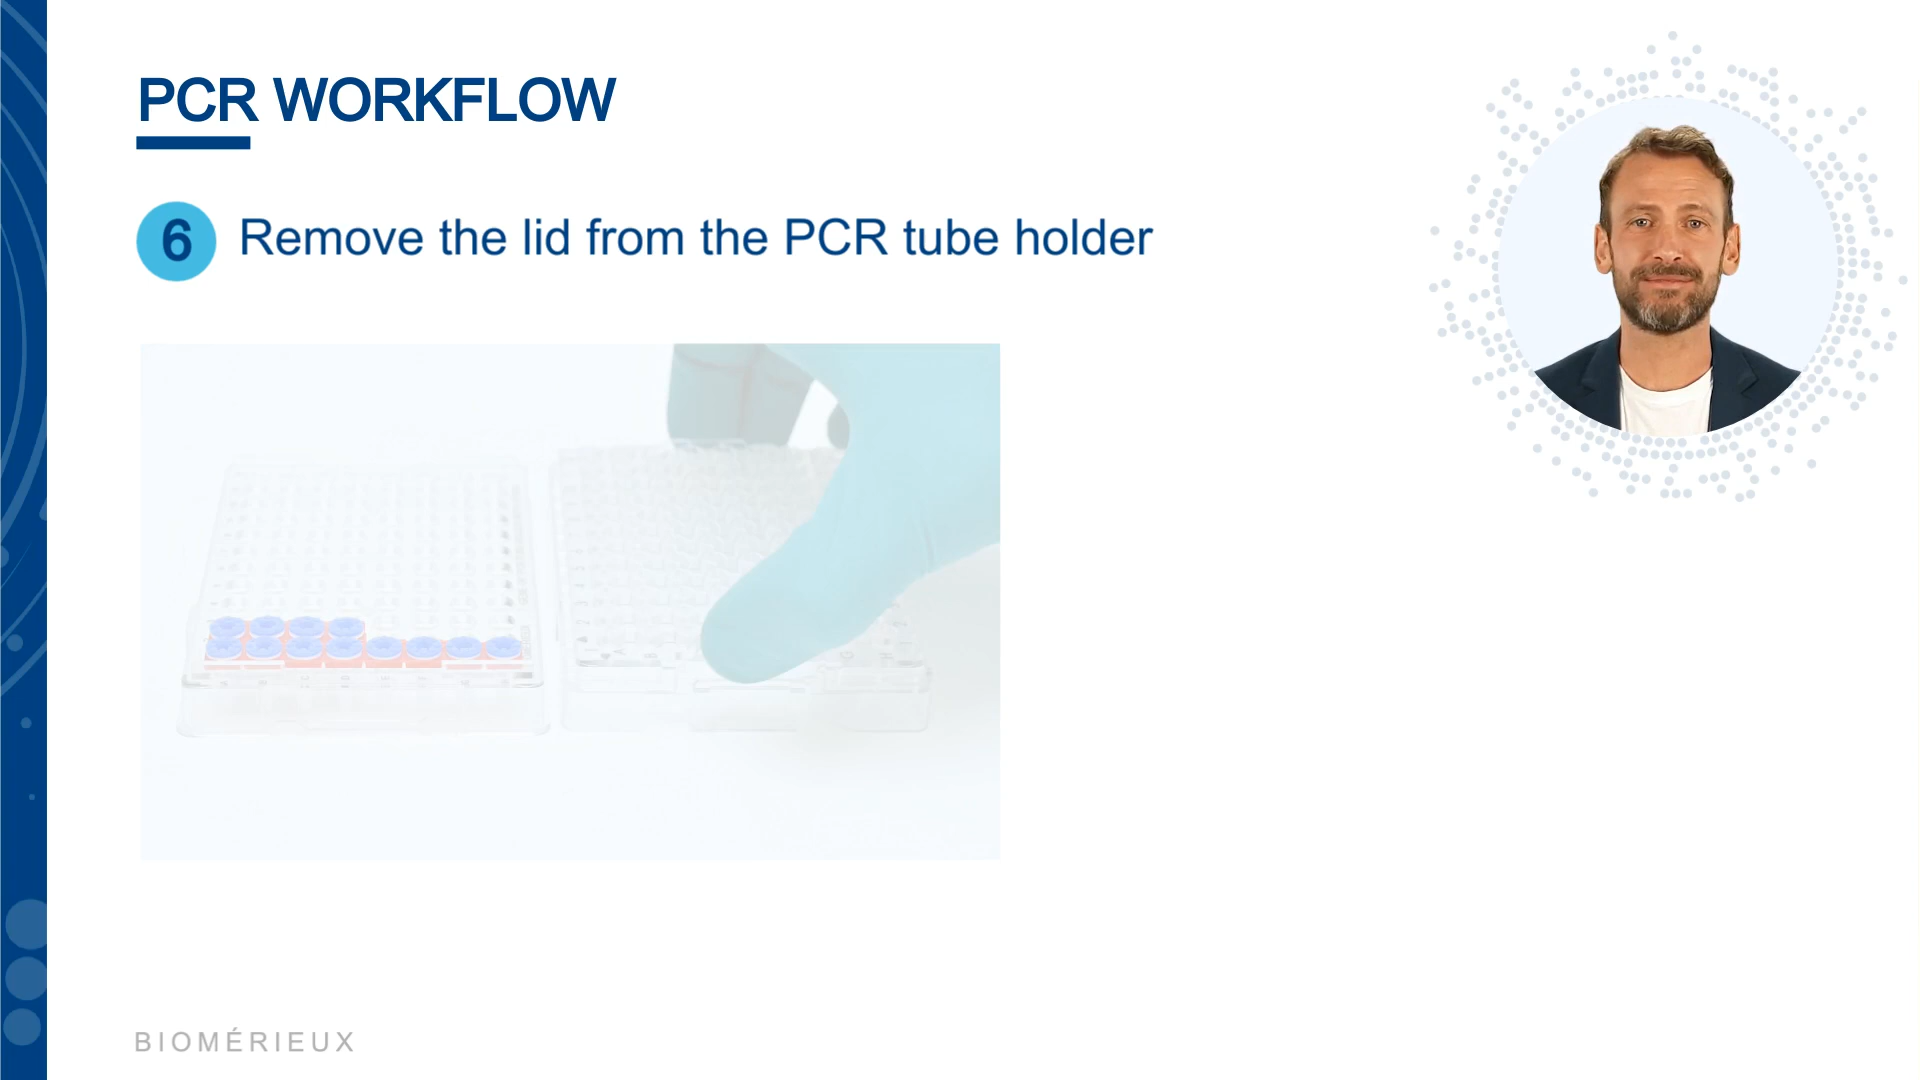 PCR WORKFLOW
6 Remove the lid from the PCR tube holder
BIOMÉRIEUX